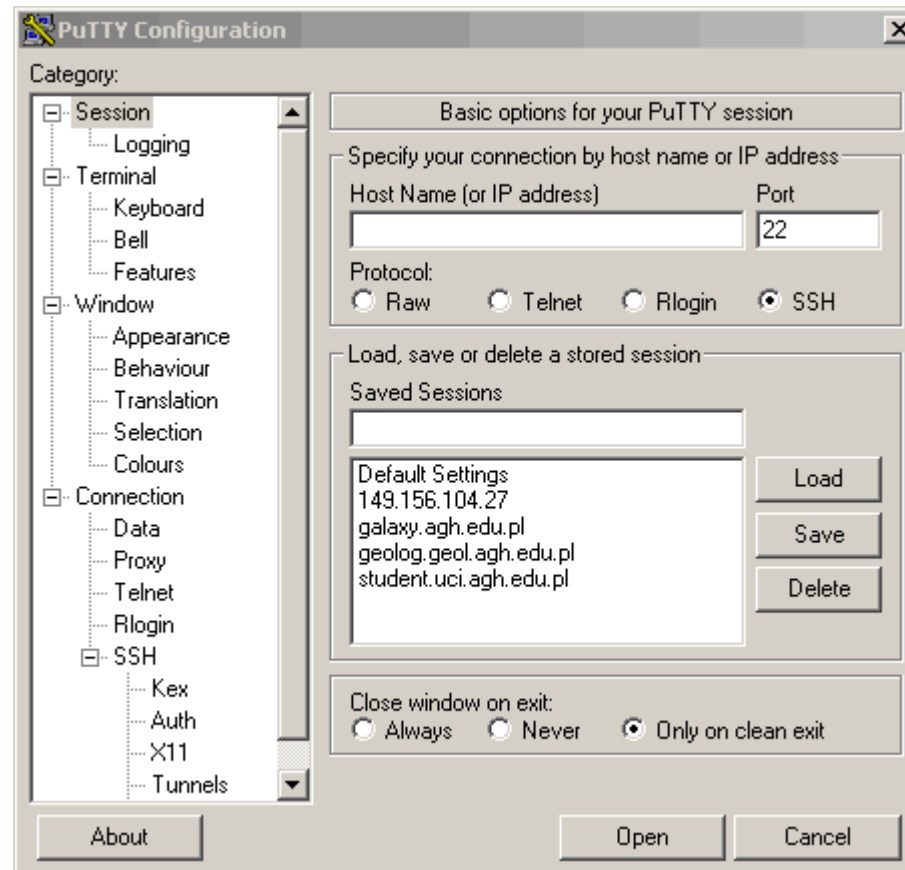 PuTTY Configuration
Category:
Session
Logging
Terminal
Keyboard
Bell
Features
Window
Appearance
Behaviour
Translation
Selection
Colours
Connection
Data
Proxy
Telnet
Rlogin
SSH
Kex
Auth
X11
Tunnels
Basic options for your PuTTY session
Specify your connection by host name or IP address
Host Name (or IP address) Port
22
Protocol:
Raw Telnet Rlogin SSH
Load, save or delete a stored session
Saved Sessions
Default Settings
149.156.104.27
galaxy.agh.edu.pl
geolog.geol.agh.edu.pl
student.uci.agh.edu.pl
Load
Save
Delete
Close window on exit:
Always Never Only on clean exit
About Open Cancel